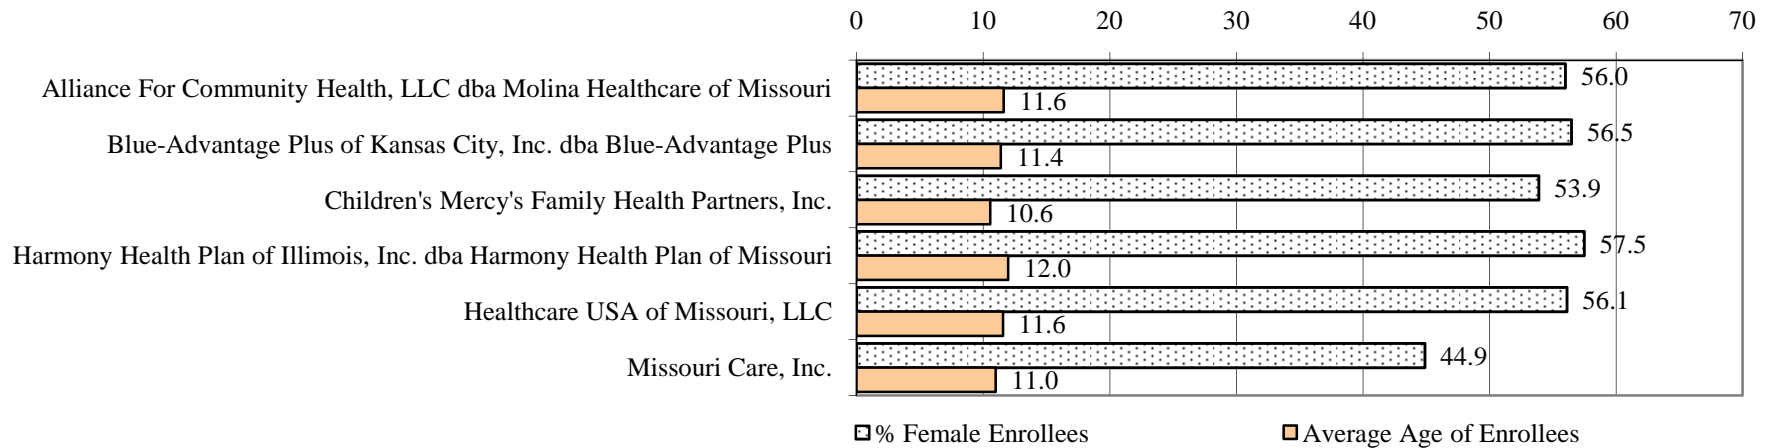 0 10 20 30 40 50 60 70
Alliance For Community Health, LLC dba Molina Healthcare of Missouri 56.0
11.6
Blue-Advantage Plus of Kansas City, Inc. dba Blue-Advantage Plus 56.5
11.4
Children's Mercy's Family Health Partners, Inc. 53.9
10.6
Harmony Health Plan of Illimois, Inc. dba Harmony Health Plan of Missouri 57.5
12.0
Healthcare USA of Missouri, LLC 56.1
11.6
Missouri Care, Inc. 44.9
11.0
% Female Enrollees Average Age of Enrollees